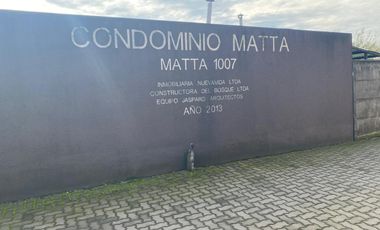 CONDOMINIO MATTA
MATTA 1007
INMOBILIARIA NUEVAVIDA LTDA
CONSTRUCTORA DEL BOSQUE LTDA
EQUIPO JASPARD ARQUITECTOS
AÑO 2013